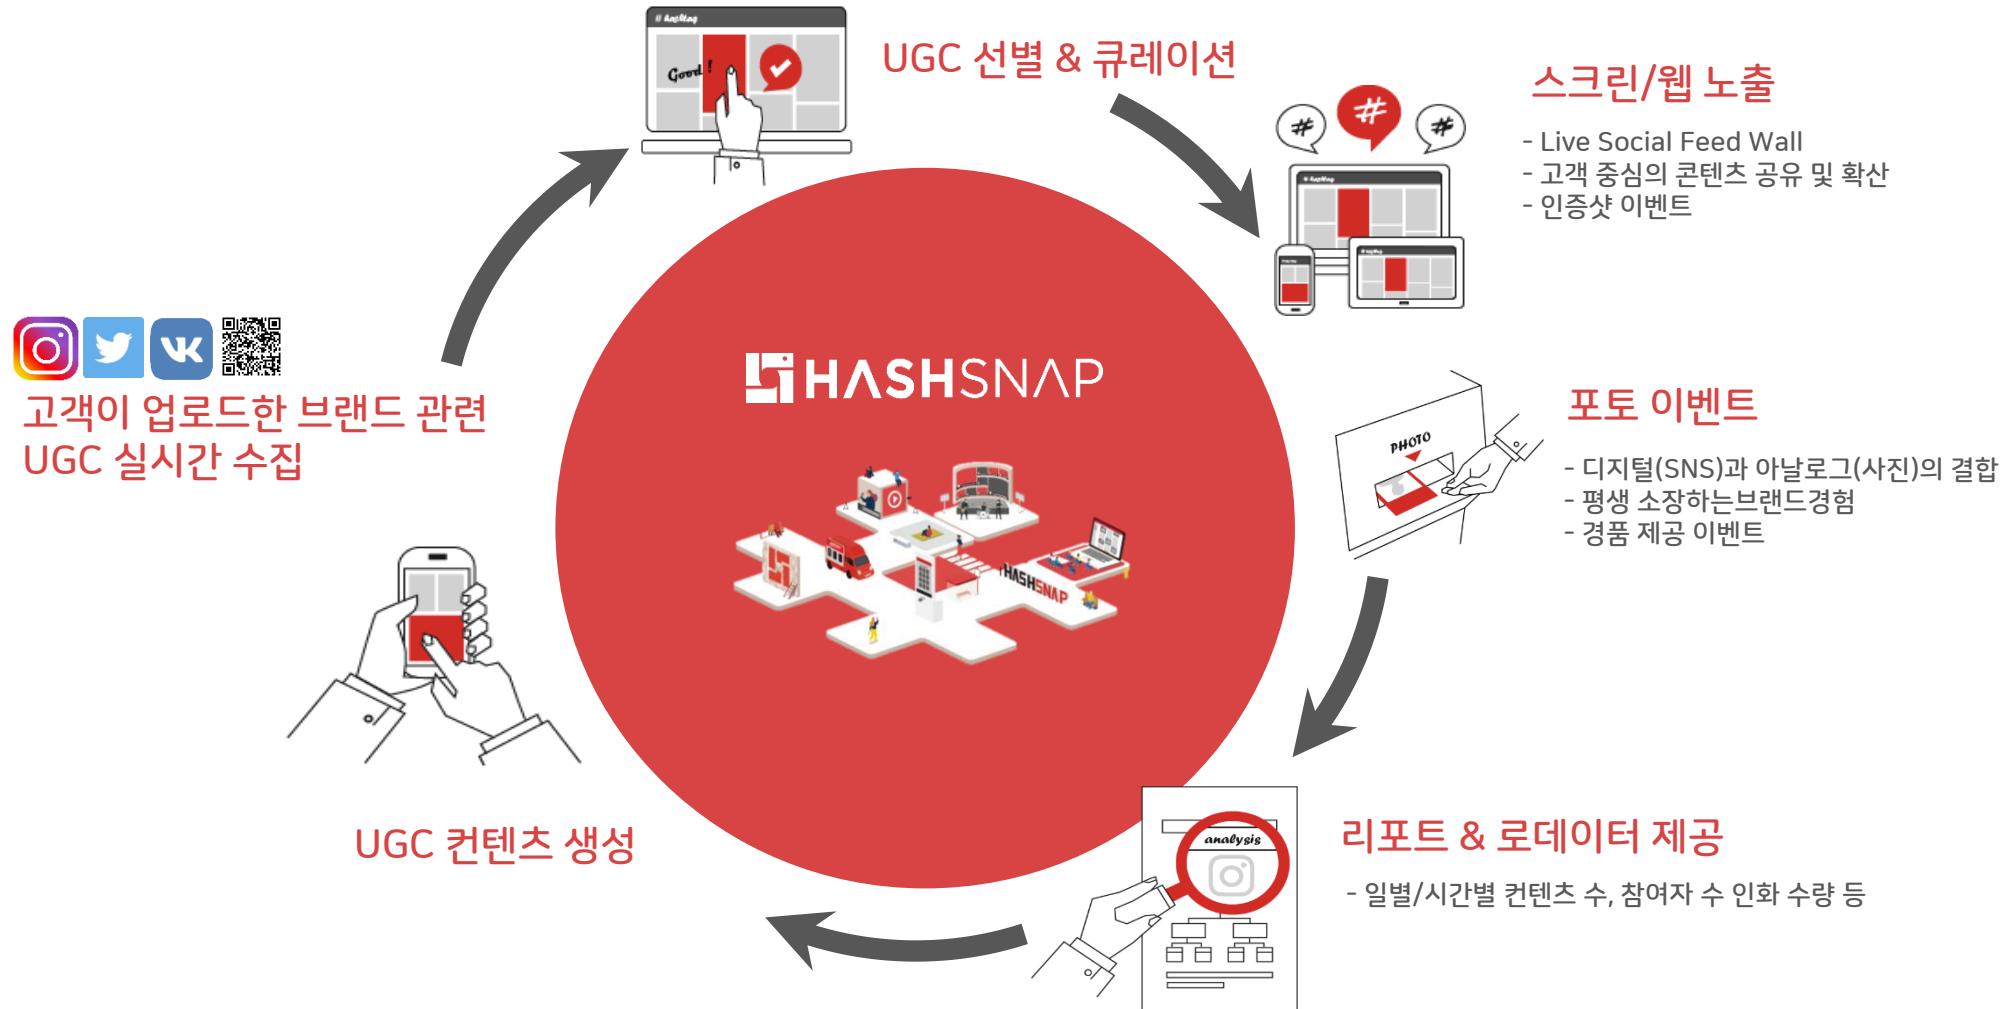 # hashtag
Good !
UGC 선별 & 큐레이션
스크린/웹 노출
- Live Social Feed Wall
- 고객 중심의 콘텐츠 공유 및 확산
- 인증샷 이벤트
# # #
# hashtag
고객이 업로드한 브랜드 관련
UGC 실시간 수집
HASHSNAP
HASHSNAP
PHOTO
포토 이벤트
- 디지털(SNS)과 아날로그(사진)의 결합
- 평생 소장하는브랜드경험
- 경품 제공 이벤트
UGC 컨텐츠 생성
analysis
리포트 & 로데이터 제공
- 일별/시간별 컨텐츠 수, 참여자 수 인화 수량 등